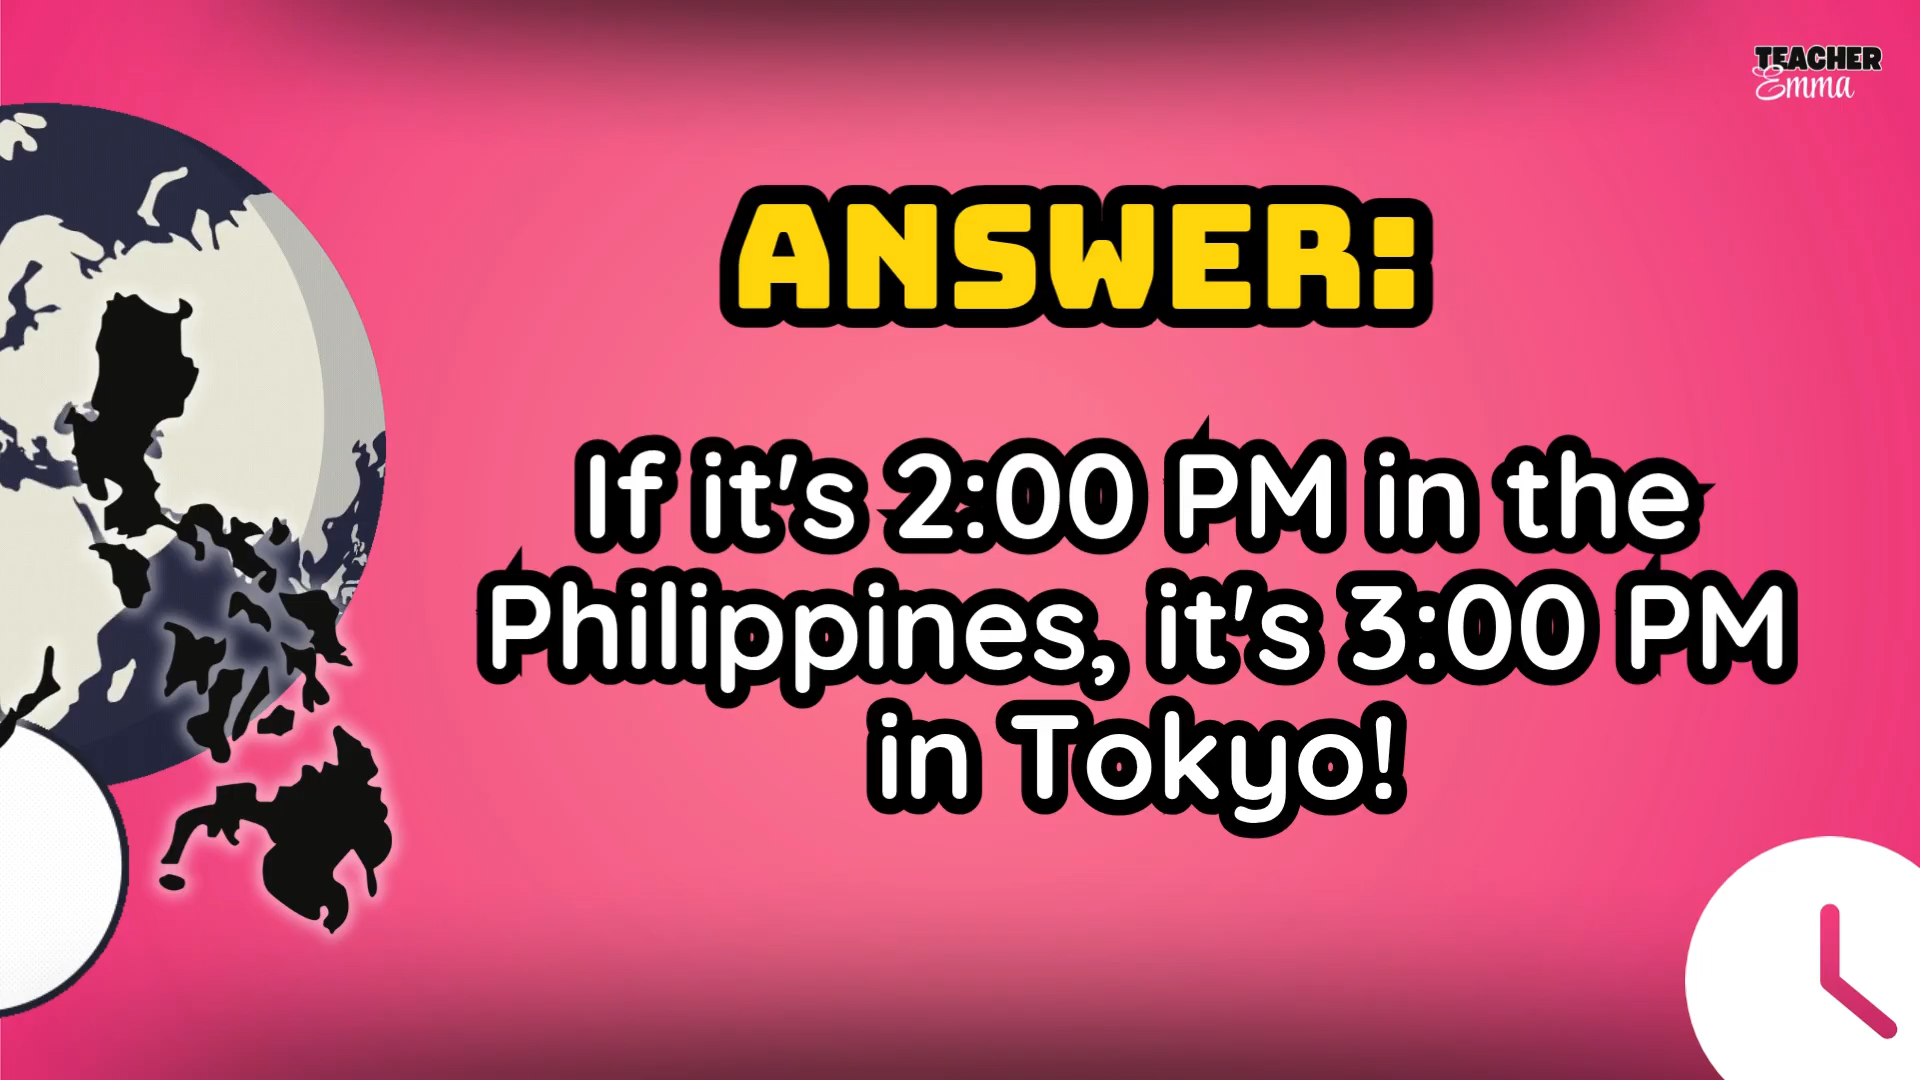 TEACHER
Emma
ANSWER:
If it's 2:00 PM in the
Philippines, it's 3:00 PM
in Tokyo!